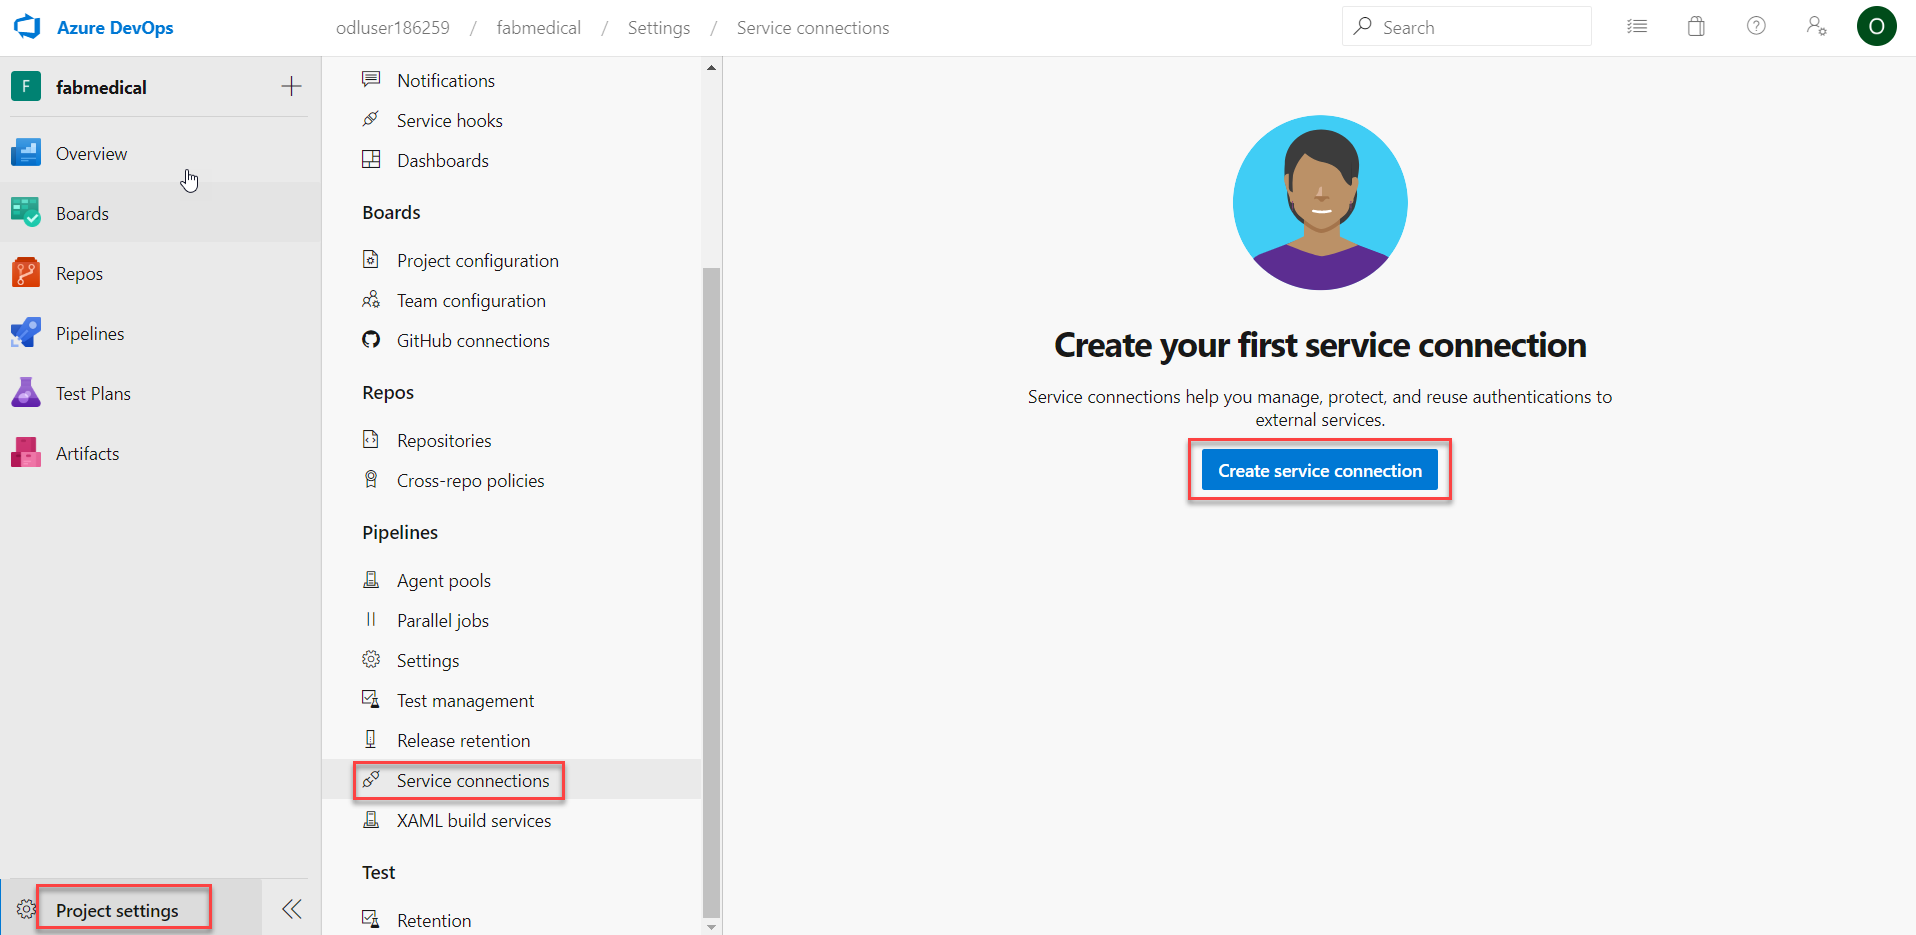 Azure DevOps
odluser186259 / fabmedical / Settings / Service connections
Search
O
F fabmedical
Overview
Boards
Repos
Pipelines
Test Plans
Artifacts
Project settings
Notifications
Service hooks
Dashboards
Boards
Project configuration
Team configuration
GitHub connections
Repos
Repositories
Cross-repo policies
Pipelines
Agent pools
Parallel jobs
Settings
Test management
Release retention
Service connections
XAML build services
Test
Retention
Create your first service connection
Service connections help you manage, protect, and reuse authentications to
external services.
Create service connection